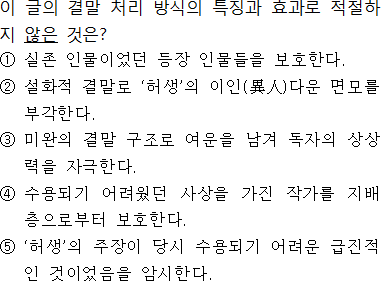 이 글의 결말 처리 방식의 특징과 효과로 적절하
지 않은 것은?
① 실존 인물이었던 등장 인물들을 보호한다.
② 설화적 결말로 ‘허생’의 이인(異人)다운 면모를
부각한다.
③ 미완의 결말 구조로 여운을 남겨 독자의 상상
력을 자극한다.
④ 수용되기 어려웠던 사상을 가진 작가를 지배
층으로부터 보호한다.
⑤ ‘허생’의 주장이 당시 수용되기 어려운 급진적
인 것이었음을 암시한다.